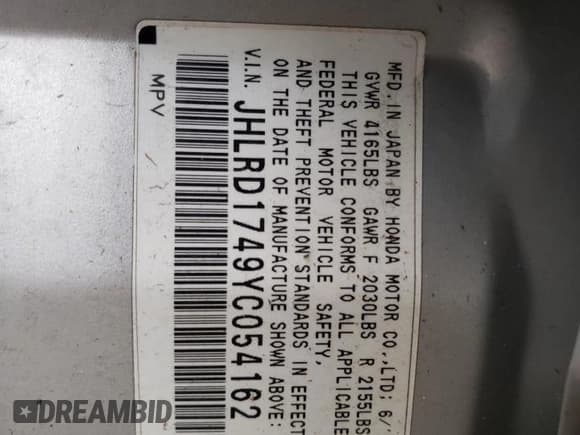 MFD. IN JAPAN BY HONDA MOTOR CO.,LTD; 6/
GVWR 4165LBS GAWR F 2030LBS R 2155LBS
THIS VEHICLE CONFORMS TO ALL APPLICABLE
FEDERAL MOTOR VEHICLE SAFETY,
AND THEFT PREVENTION STANDARDS IN EFFECT
ON THE DATE OF MANUFACTURE SHOWN ABOVE:
V.I.N. JHLRD1749YC054162
MPV
DREAMBID